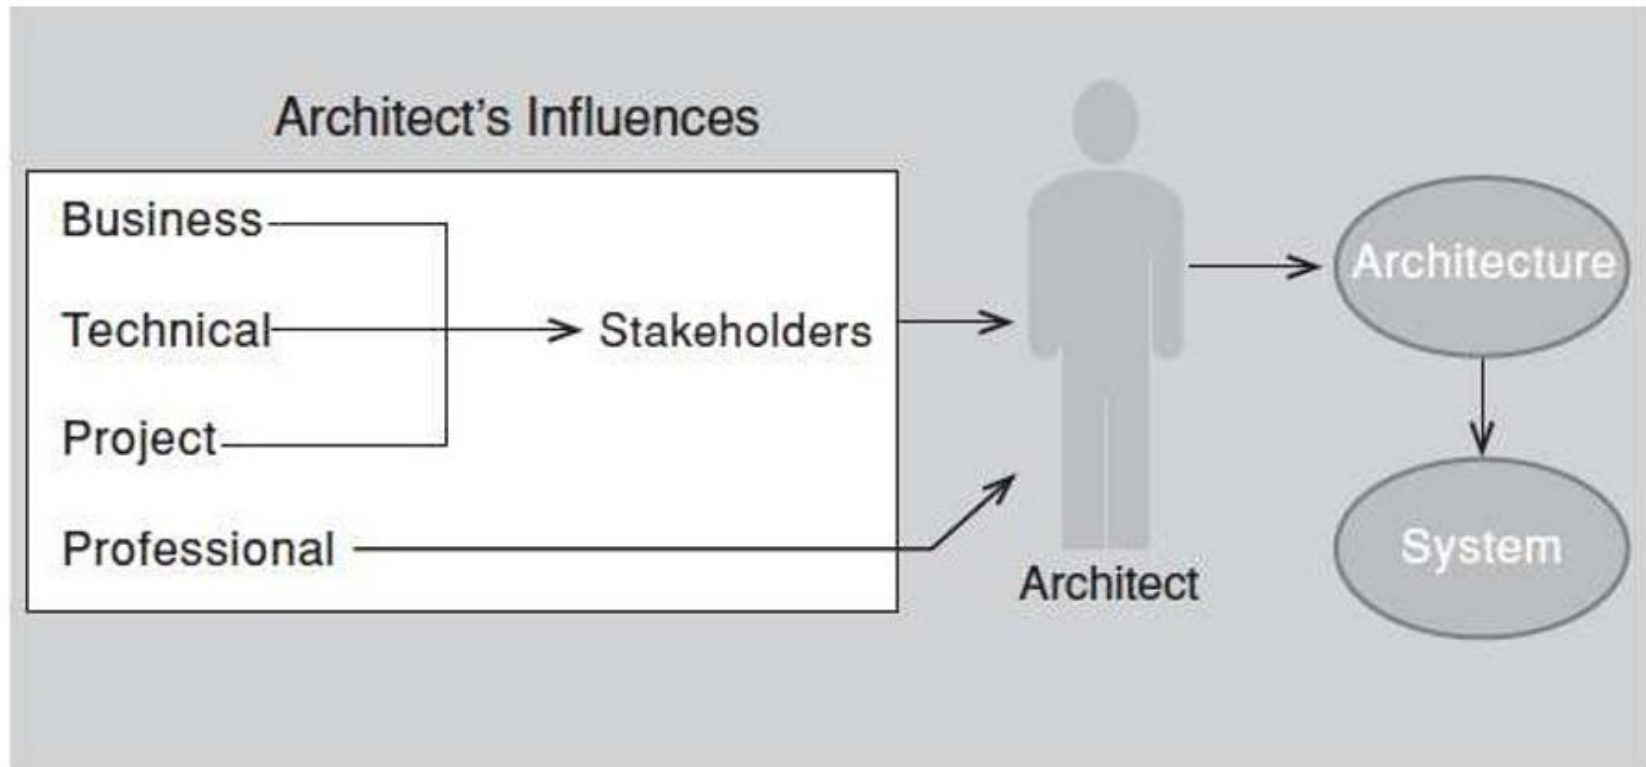 Architect's Influences
Business
Technical
Stakeholders
Project
Professional
Architect
Architecture
System